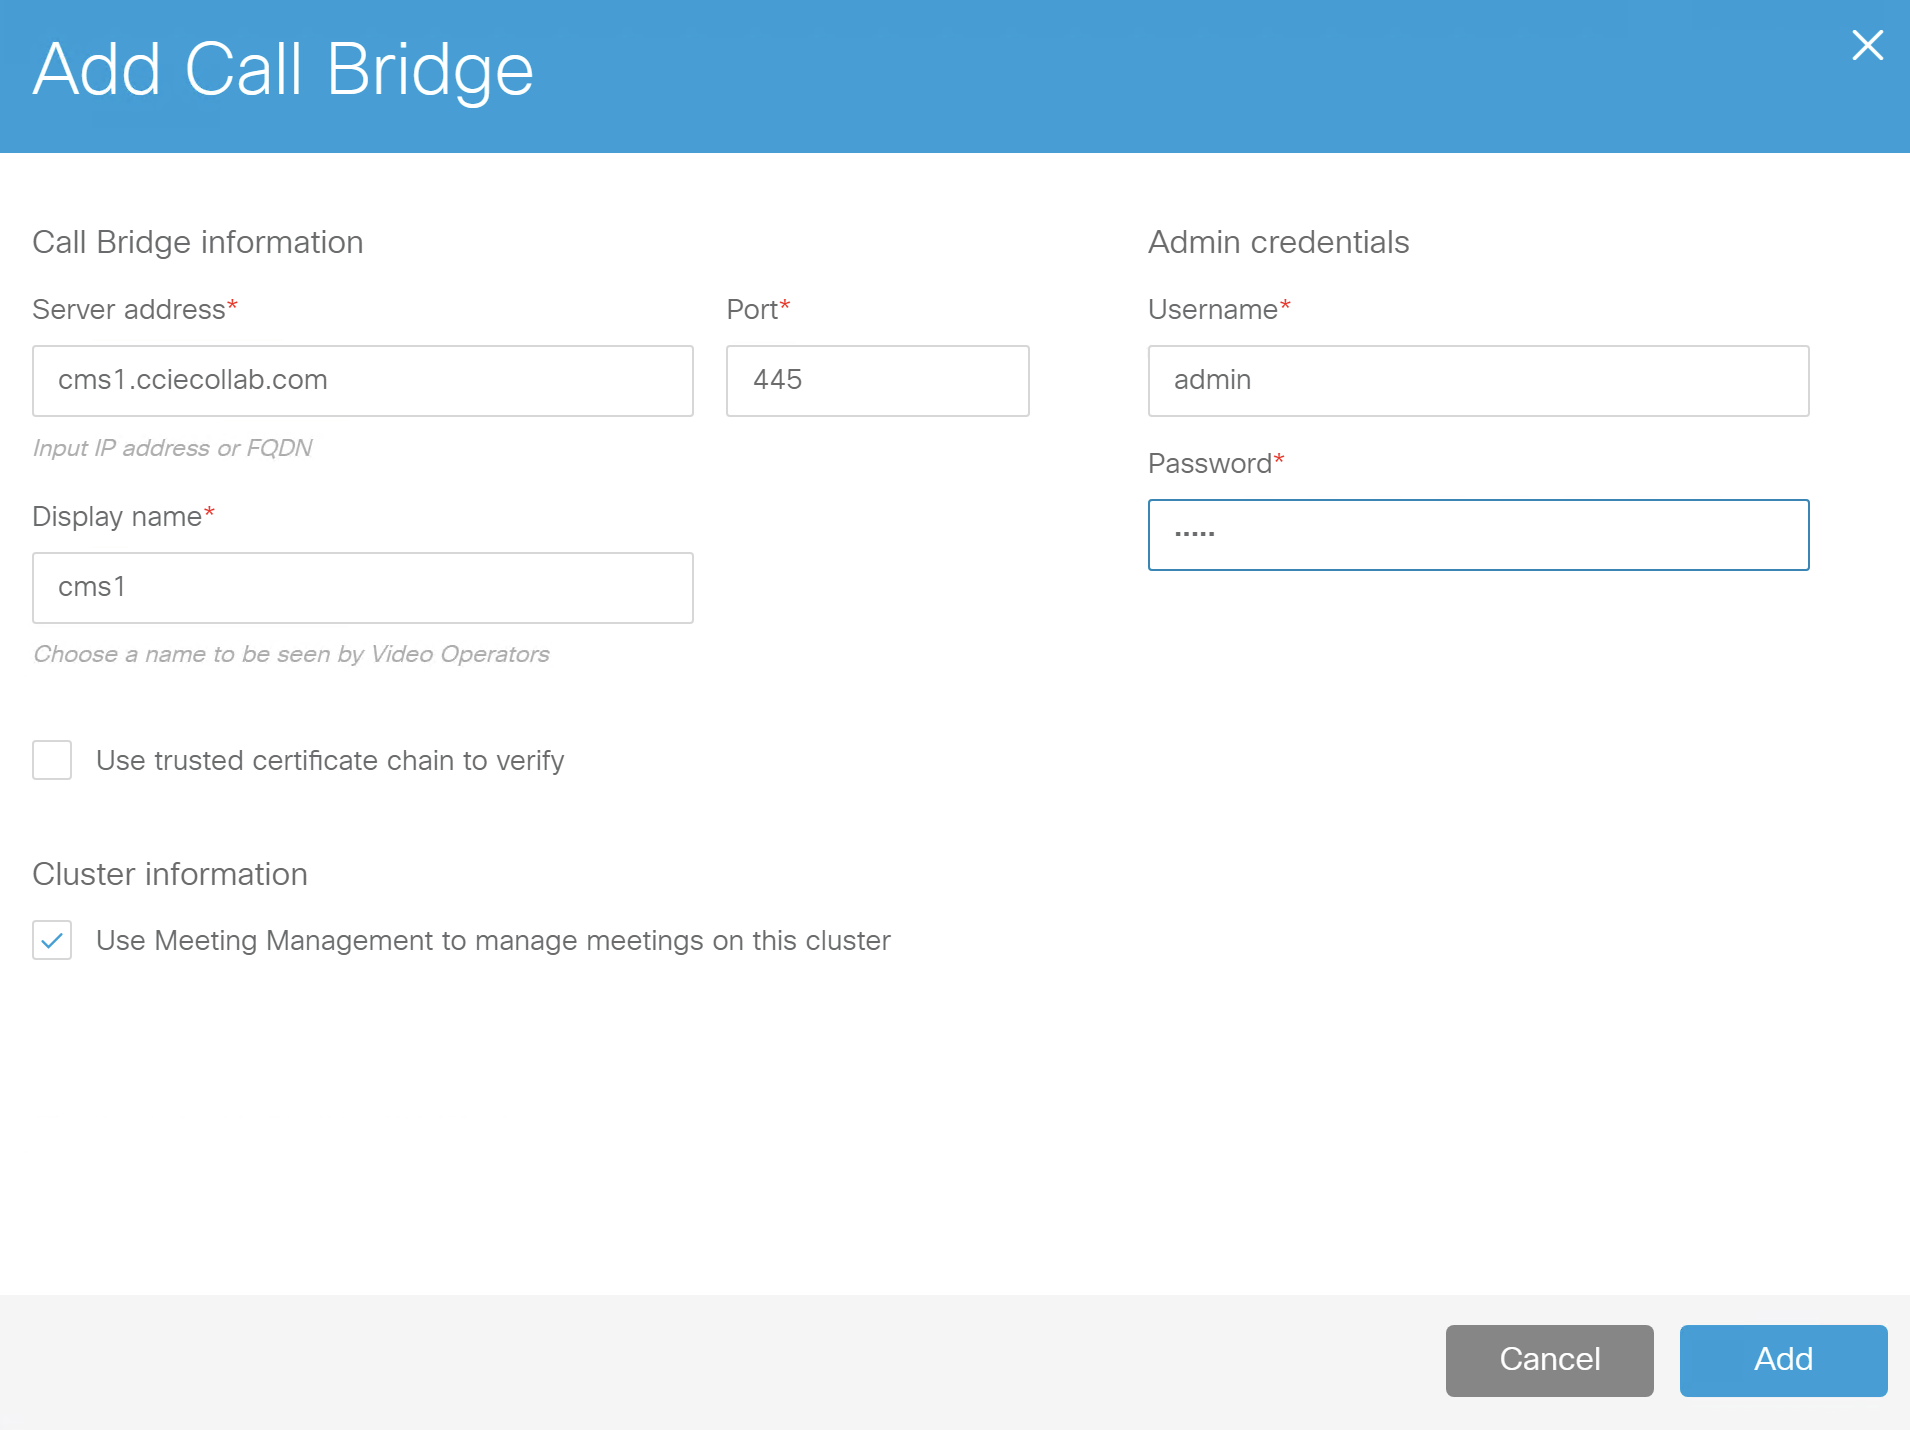 Add Call Bridge
Call Bridge information
Server address*
Port*
cms1.cciecollab.com
445
Input IP address or FQDN
Display name*
cms1
Choose a name to be seen by Video Operators
Use trusted certificate chain to verify
Cluster information
Use Meeting Management to manage meetings on this cluster
Admin credentials
Username*
admin
Password*
•••••
Cancel
Add